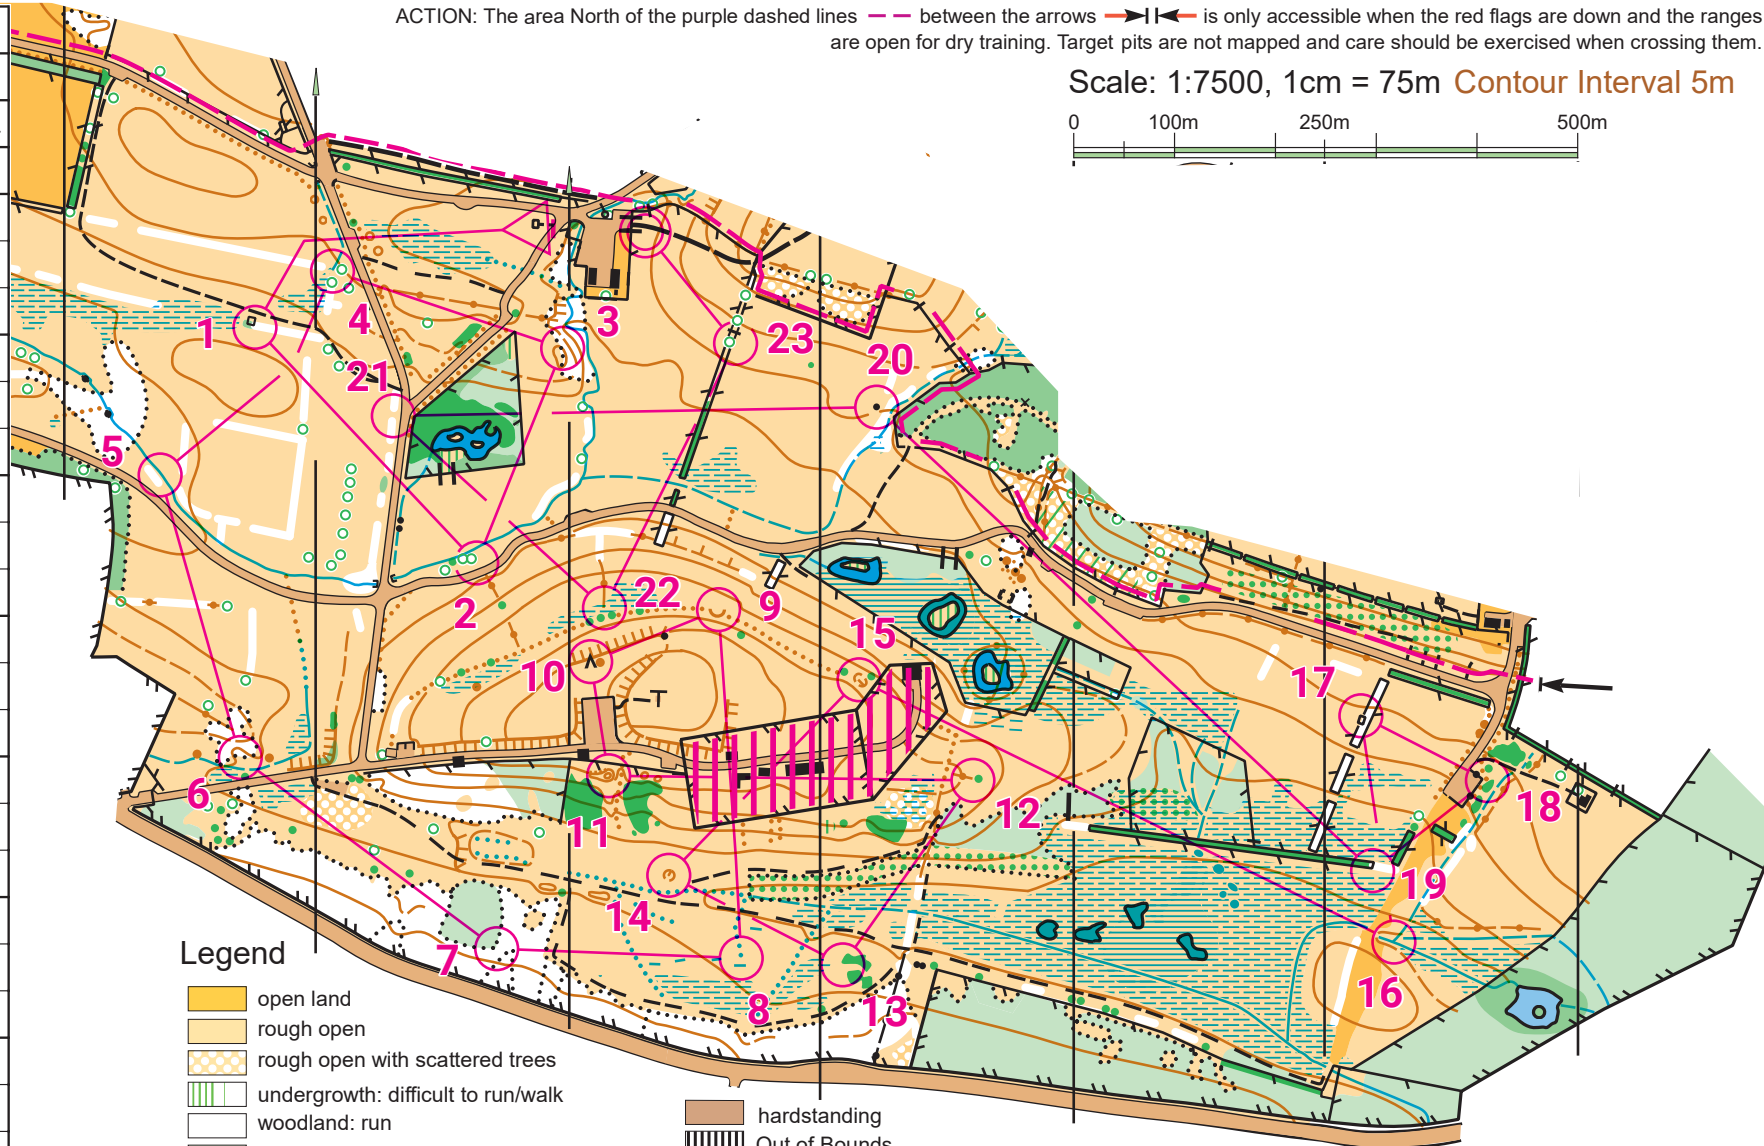 ACTION: The area North of the purple dashed lines between the arrows is only accessible when the red flags are down and the ranges
are open for dry training. Target pits are not mapped and care should be exercised when crossing them.
Scale: 1:7500, 1cm = 75m Contour Interval 5m
0 100m 250m 500m
1
4
3
23
20
21
5
2
22
9
15
10
17
6
11
12
18
14
19
7
8
13
16
Legend
open land
rough open
rough open with scattered trees
undergrowth: difficult to run/walk
woodland: run
hardstanding
Out of Bounds